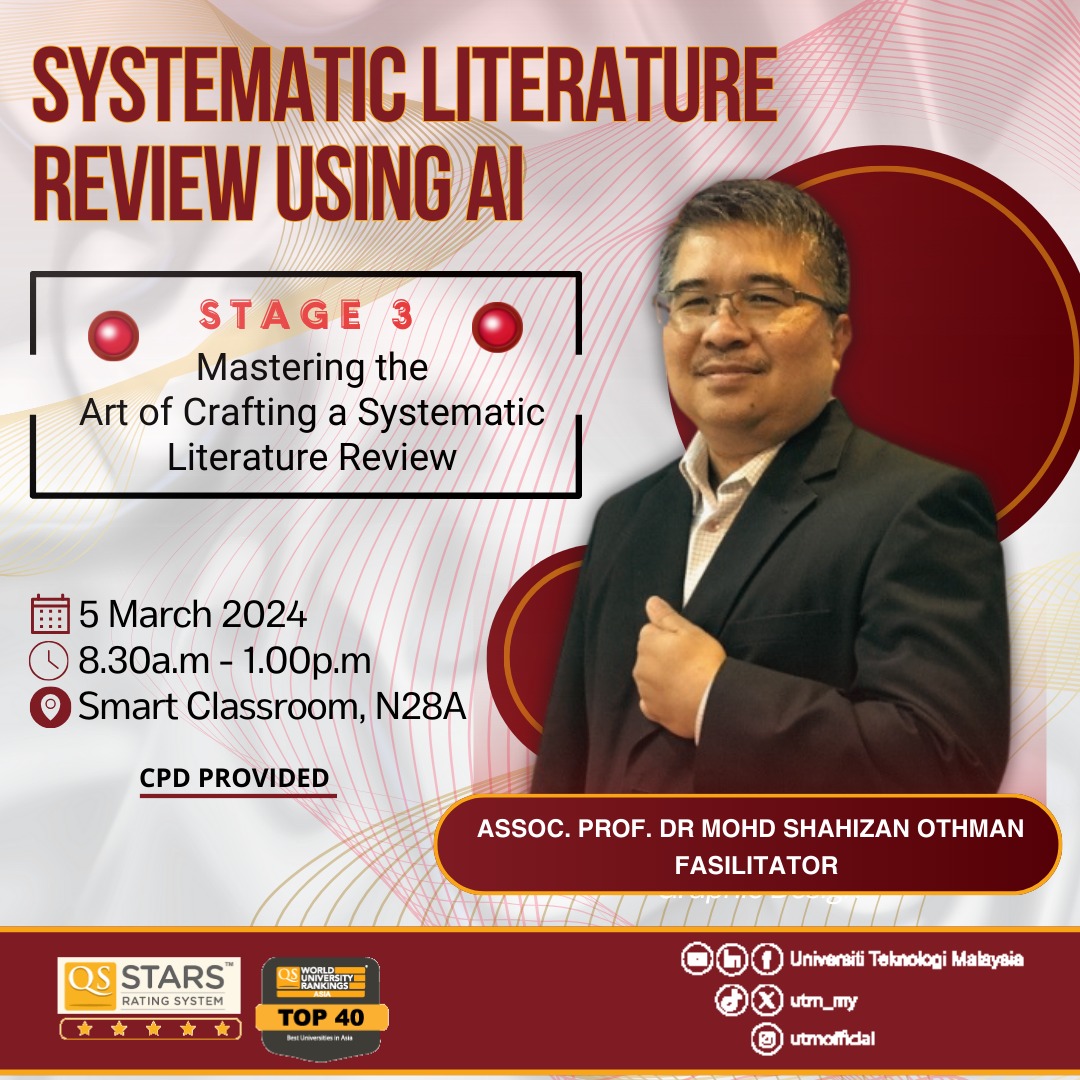 SYSTEMATIC LITERATURE
REVIEW USING AI
STAGE 3
Mastering the
Art of Crafting a Systematic
Literature Review
5 March 2024
8.30a.m - 1.00p.m
Smart Classroom, N28A
CPD PROVIDED
ASSOC. PROF. DR MOHD SHAHIZAN OTHMAN
FASILITATOR
QS STARS™
RATING SYSTEM
QS WORLD
UNIVERSITY
RANKINGS
ASIA
TOP 40
Best Universities in Asia
in f Universiti Teknologi Malaysia
X utm_my
utmofficial